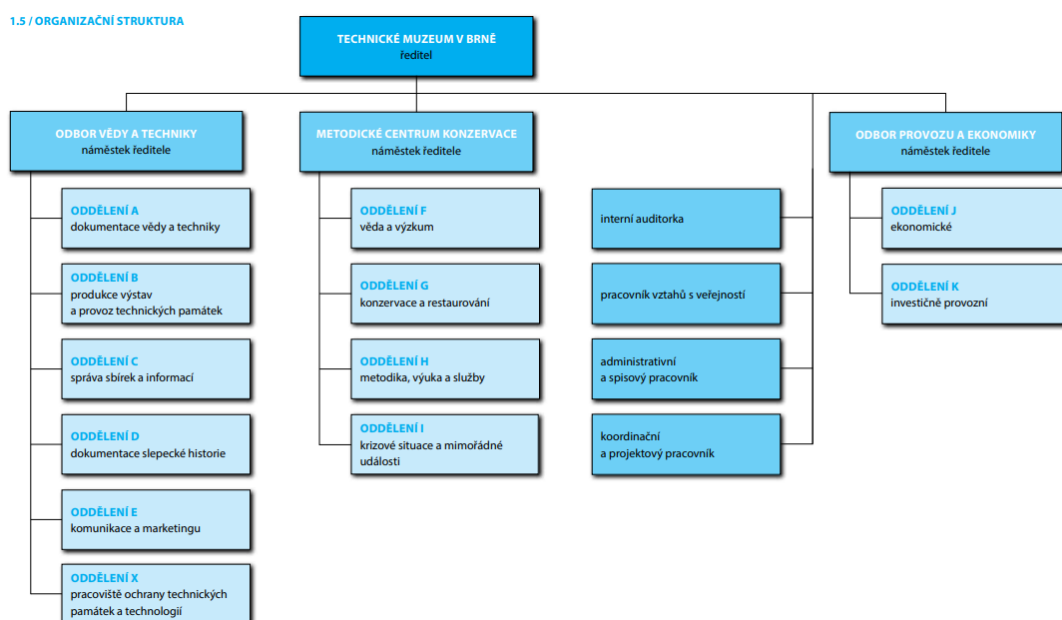 1.5 / ORGANIZAČNÍ STRUKTURA
TECHNICKÉ MUZEUM V BRNĚ
ředitel
ODBOR VĚDY A TECHNIKY
náměstek ředitele
ODDĚLENÍ A
dokumentace vědy a techniky
ODDĚLENÍ B
produkce výstav
a provoz technických památek
ODDĚLENÍ C
správa sbírek a informací
ODDĚLENÍ D
dokumentace slepecké historie
ODDĚLENÍ E
komunikace a marketingu
ODDĚLENÍ X
pracoviště ochrany technických
památek a technologií
METODICKÉ CENTRUM KONZERVACE
náměstek ředitele
ODDĚLENÍ F
věda a výzkum
ODDĚLENÍ G
konzervace a restaurování
ODDĚLENÍ H
metodika, výuka a služby
ODDĚLENÍ I
krizové situace a mimořádné
události
interní auditorka
pracovník vztahů s veřejností
administrativní
a spisový pracovník
koordinační
a projektový pracovník
ODBOR PROVOZU A EKONOMIKY
náměstek ředitele
ODDĚLENÍ J
ekonomické
ODDĚLENÍ K
investičně provozní